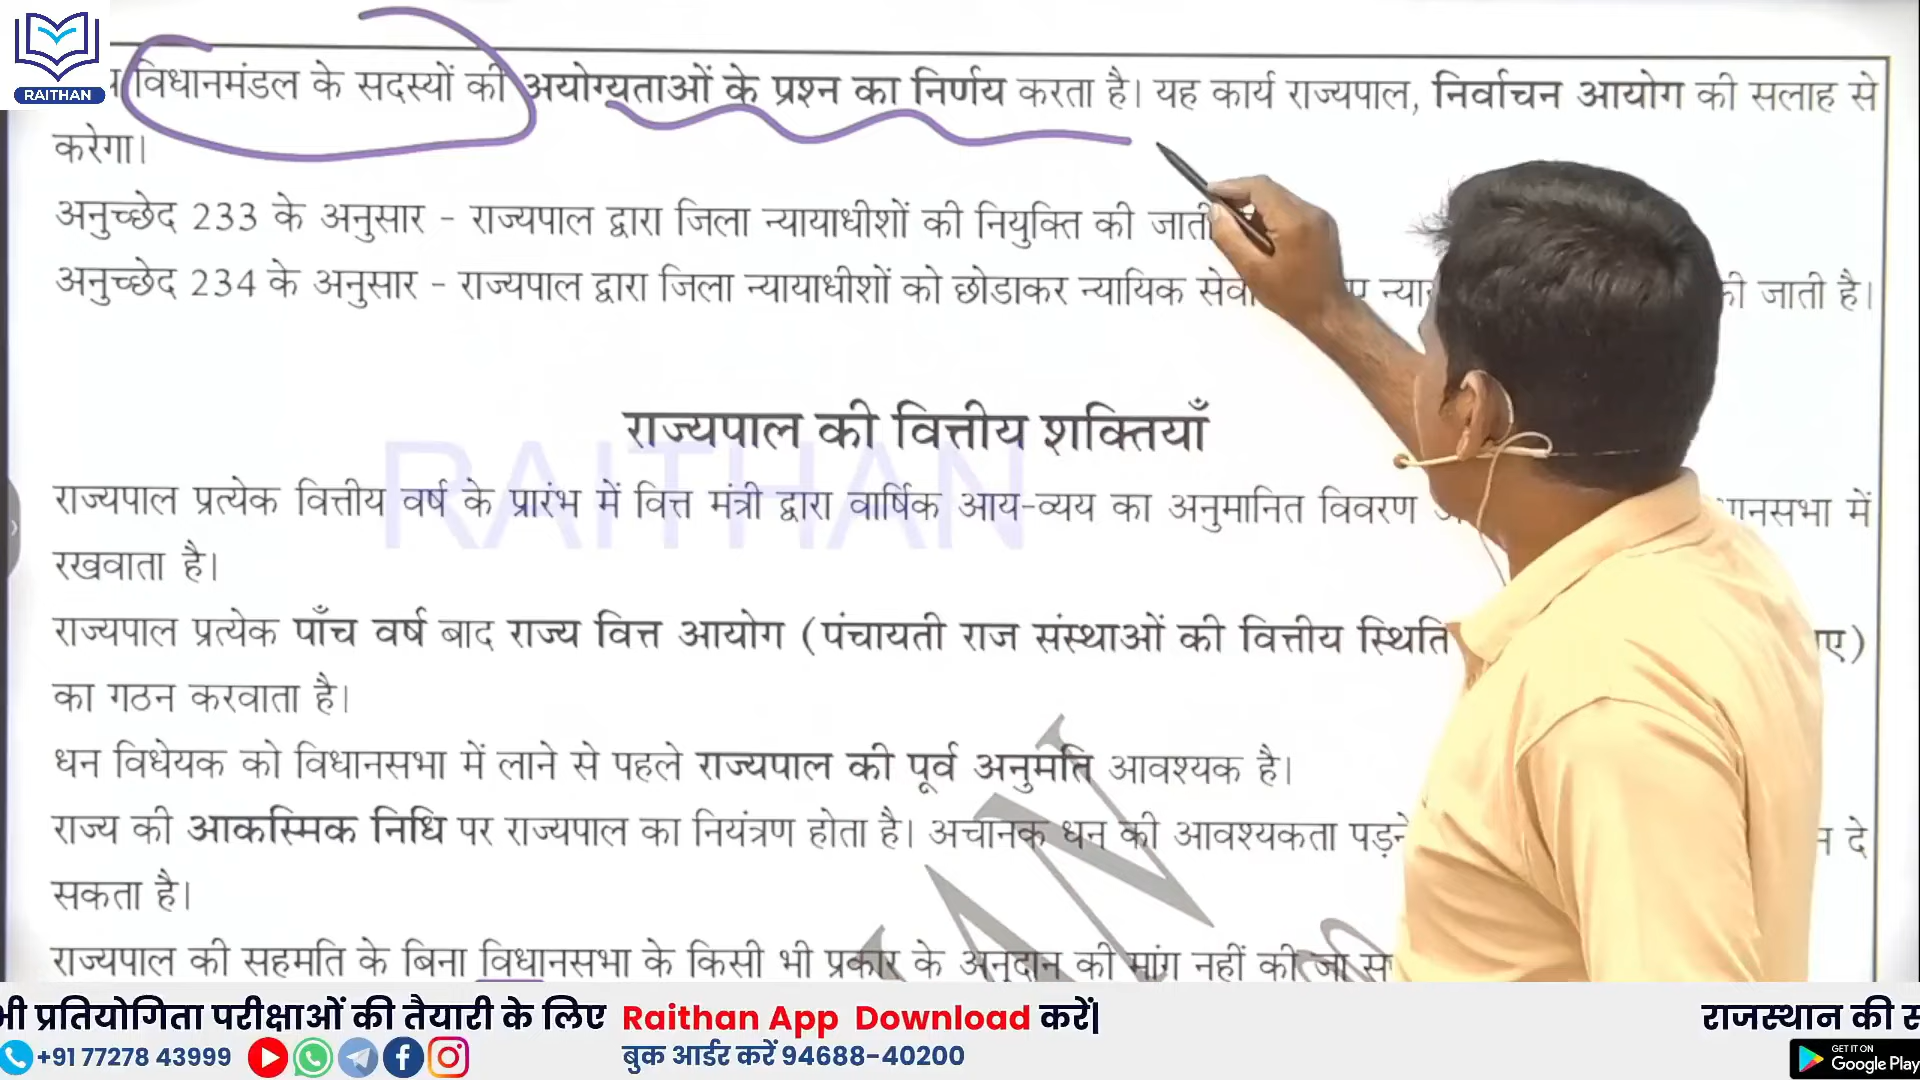 RAITHAN
विधानमंडल के सदस्यों की अयोग्यताओं के प्रश्न का निर्णय करता है। यह कार्य राज्यपाल, निर्वाचन आयोग की सलाह से
करेगा।
अनुच्छेद 233 के अनुसार - राज्यपाल द्वारा जिला न्यायाधीशों की नियुक्ति की जाती
अनुच्छेद 234 के अनुसार - राज्यपाल द्वारा जिला न्यायाधीशों को छोडाकर न्यायिक सेवा की जाती है।
राज्यपाल की वित्तीय शक्तियाँ
RAITHAN
राज्यपाल प्रत्येक वित्तीय वर्ष के प्रारंभ में वित्त मंत्री द्वारा वार्षिक आय-व्यय का अनुमानित विवरण में
रखवाता है।
राज्यपाल प्रत्येक पाँच वर्ष बाद राज्य वित्त आयोग (पंचायती राज संस्थाओं की वित्तीय स्थिति
का गठन करवाता है।
धन विधेयक को विधानसभा में लाने से पहले राज्यपाल की पूर्व अनुमति आवश्यक है।
राज्य की आकस्मिक निधि पर राज्यपाल का नियंत्रण होता है। अचानक धन की आवश्यकता दे
सकता है।
राज्यपाल की सहमति के बिना विधानसभा के किसी भी प्रकार के अनुदान की मांग नहीं की जा
प्रतियोगिता परीक्षाओं की तैयारी के लिए Raithan App Download करें| राजस्थान की
+91 77278 43999 बुक आर्डर करें 94688-40200
GET IT ON
Google Play